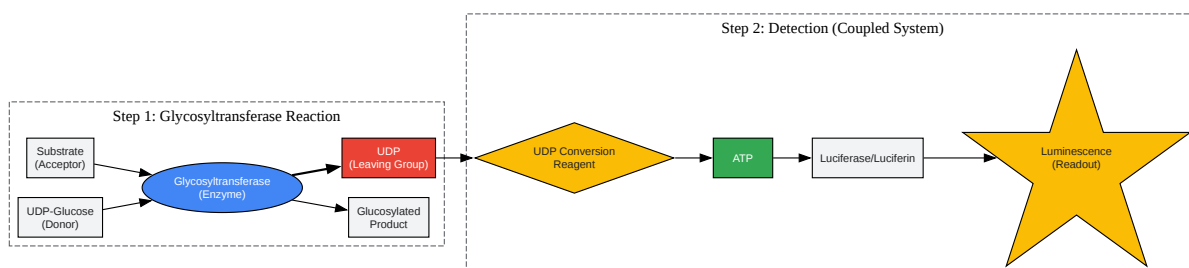 Step 1: Glycosyltransferase Reaction
Substrate
(Acceptor)
UDP-Glucose
(Donor)
Glycosyltransferase
(Enzyme)
UDP
(Leaving Group)
Glucosylated
Product
Step 2: Detection (Coupled System)
UDP Conversion
Reagent
ATP
Luciferase/Luciferin
Luminescence
(Readout)